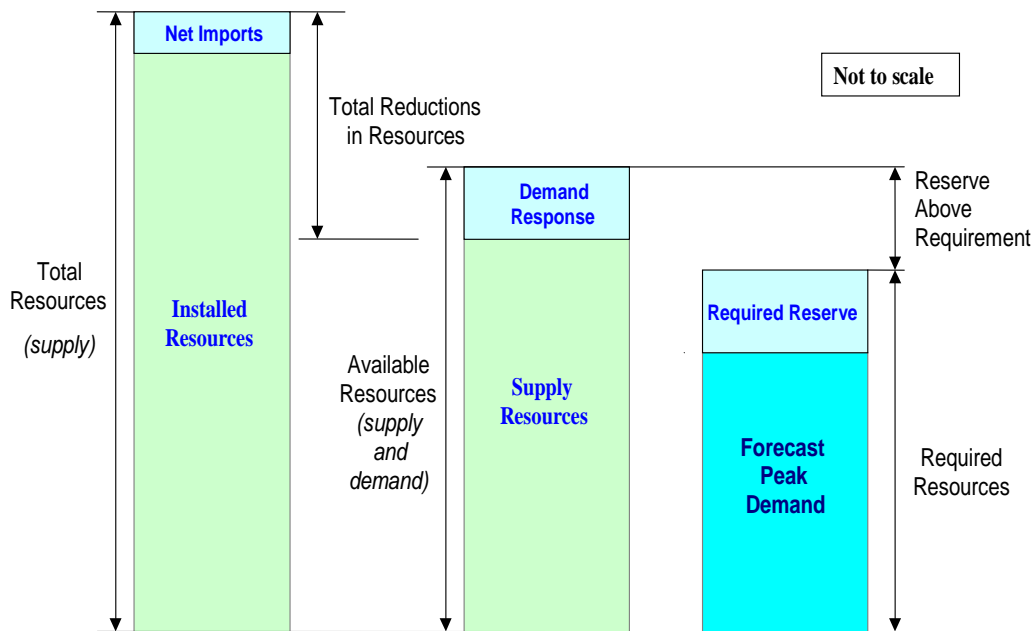 Net Imports
Not to scale
Total Reductions
in Resources
Demand
Response
Reserve
Above
Requirement
Total
Resources
(supply)
Installed
Resources
Required Reserve
Available
Resources
(supply
and
demand)
Supply
Resources
Forecast
Peak
Demand
Required
Resources